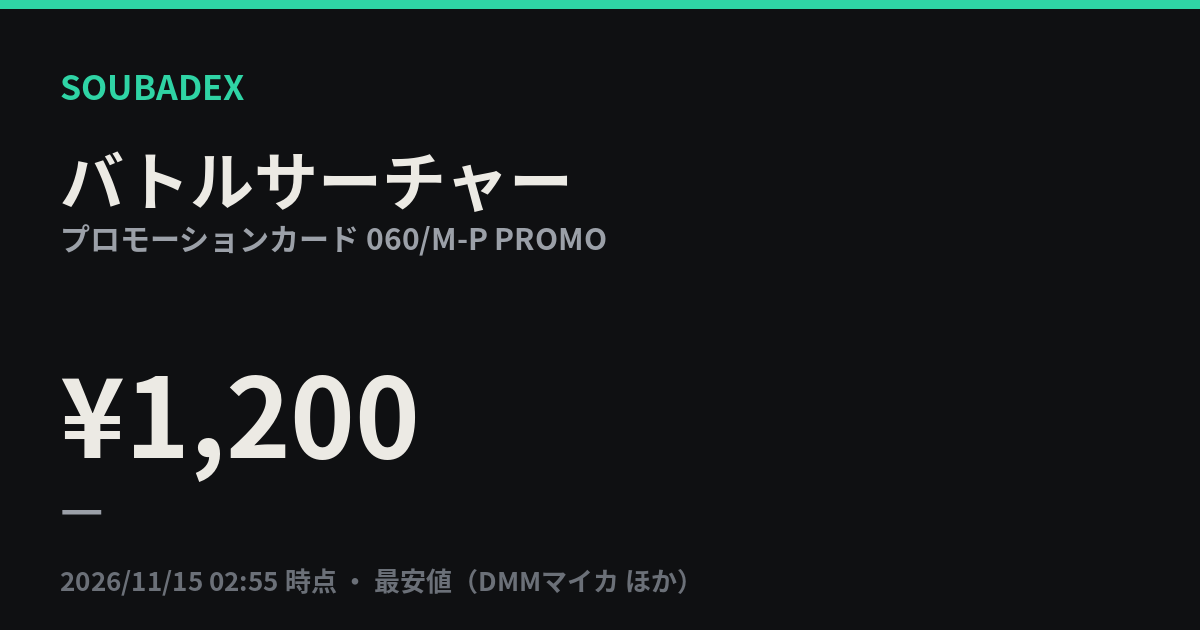 SOUBADEX
バトルサーチャー
プロモーションカード 060/M-P PROMO
¥1,200
—
2026/11/15 02:55 時点 ・ 最安値（DMMマイカ ほか）